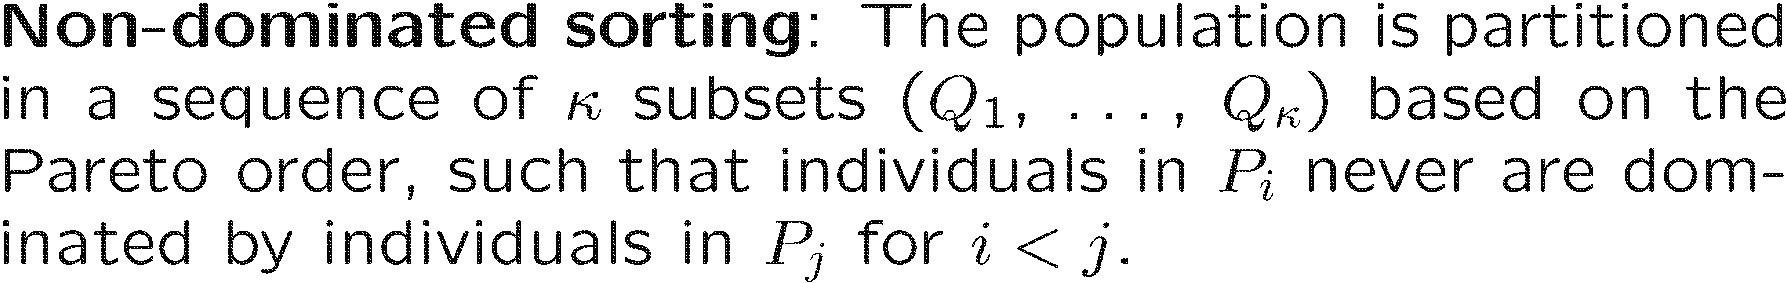 Non-dominated sorting: The population is partitioned
in a sequence of κ subsets (Q₁, ..., Qκ) based on the
Pareto order, such that individuals in Pᵢ never are dom-
inated by individuals in Pⱼ for i < j.